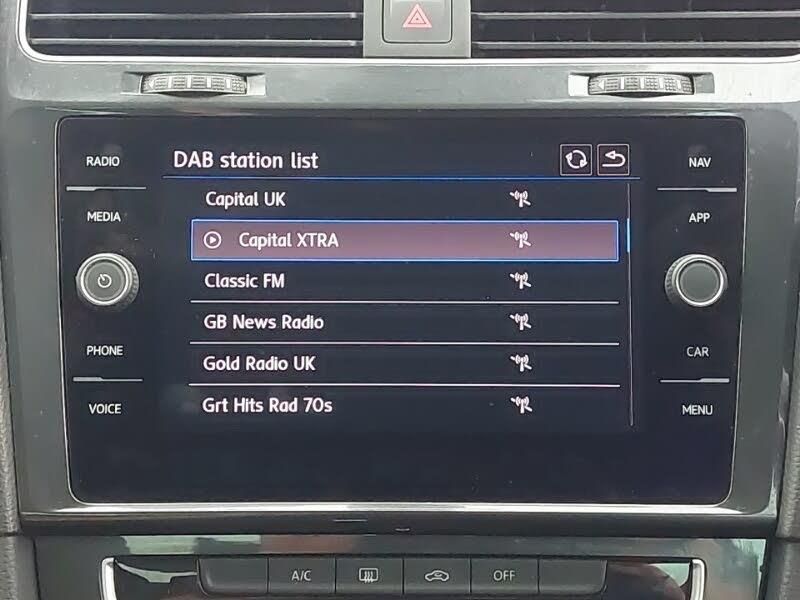 RADIO
MEDIA
PHONE
VOICE
DAB station list
Capital UK
Capital XTRA
Classic FM
GB News Radio
Gold Radio UK
Grt Hits Rad 70s
NAV
APP
CAR
MENU
A/C
OFF